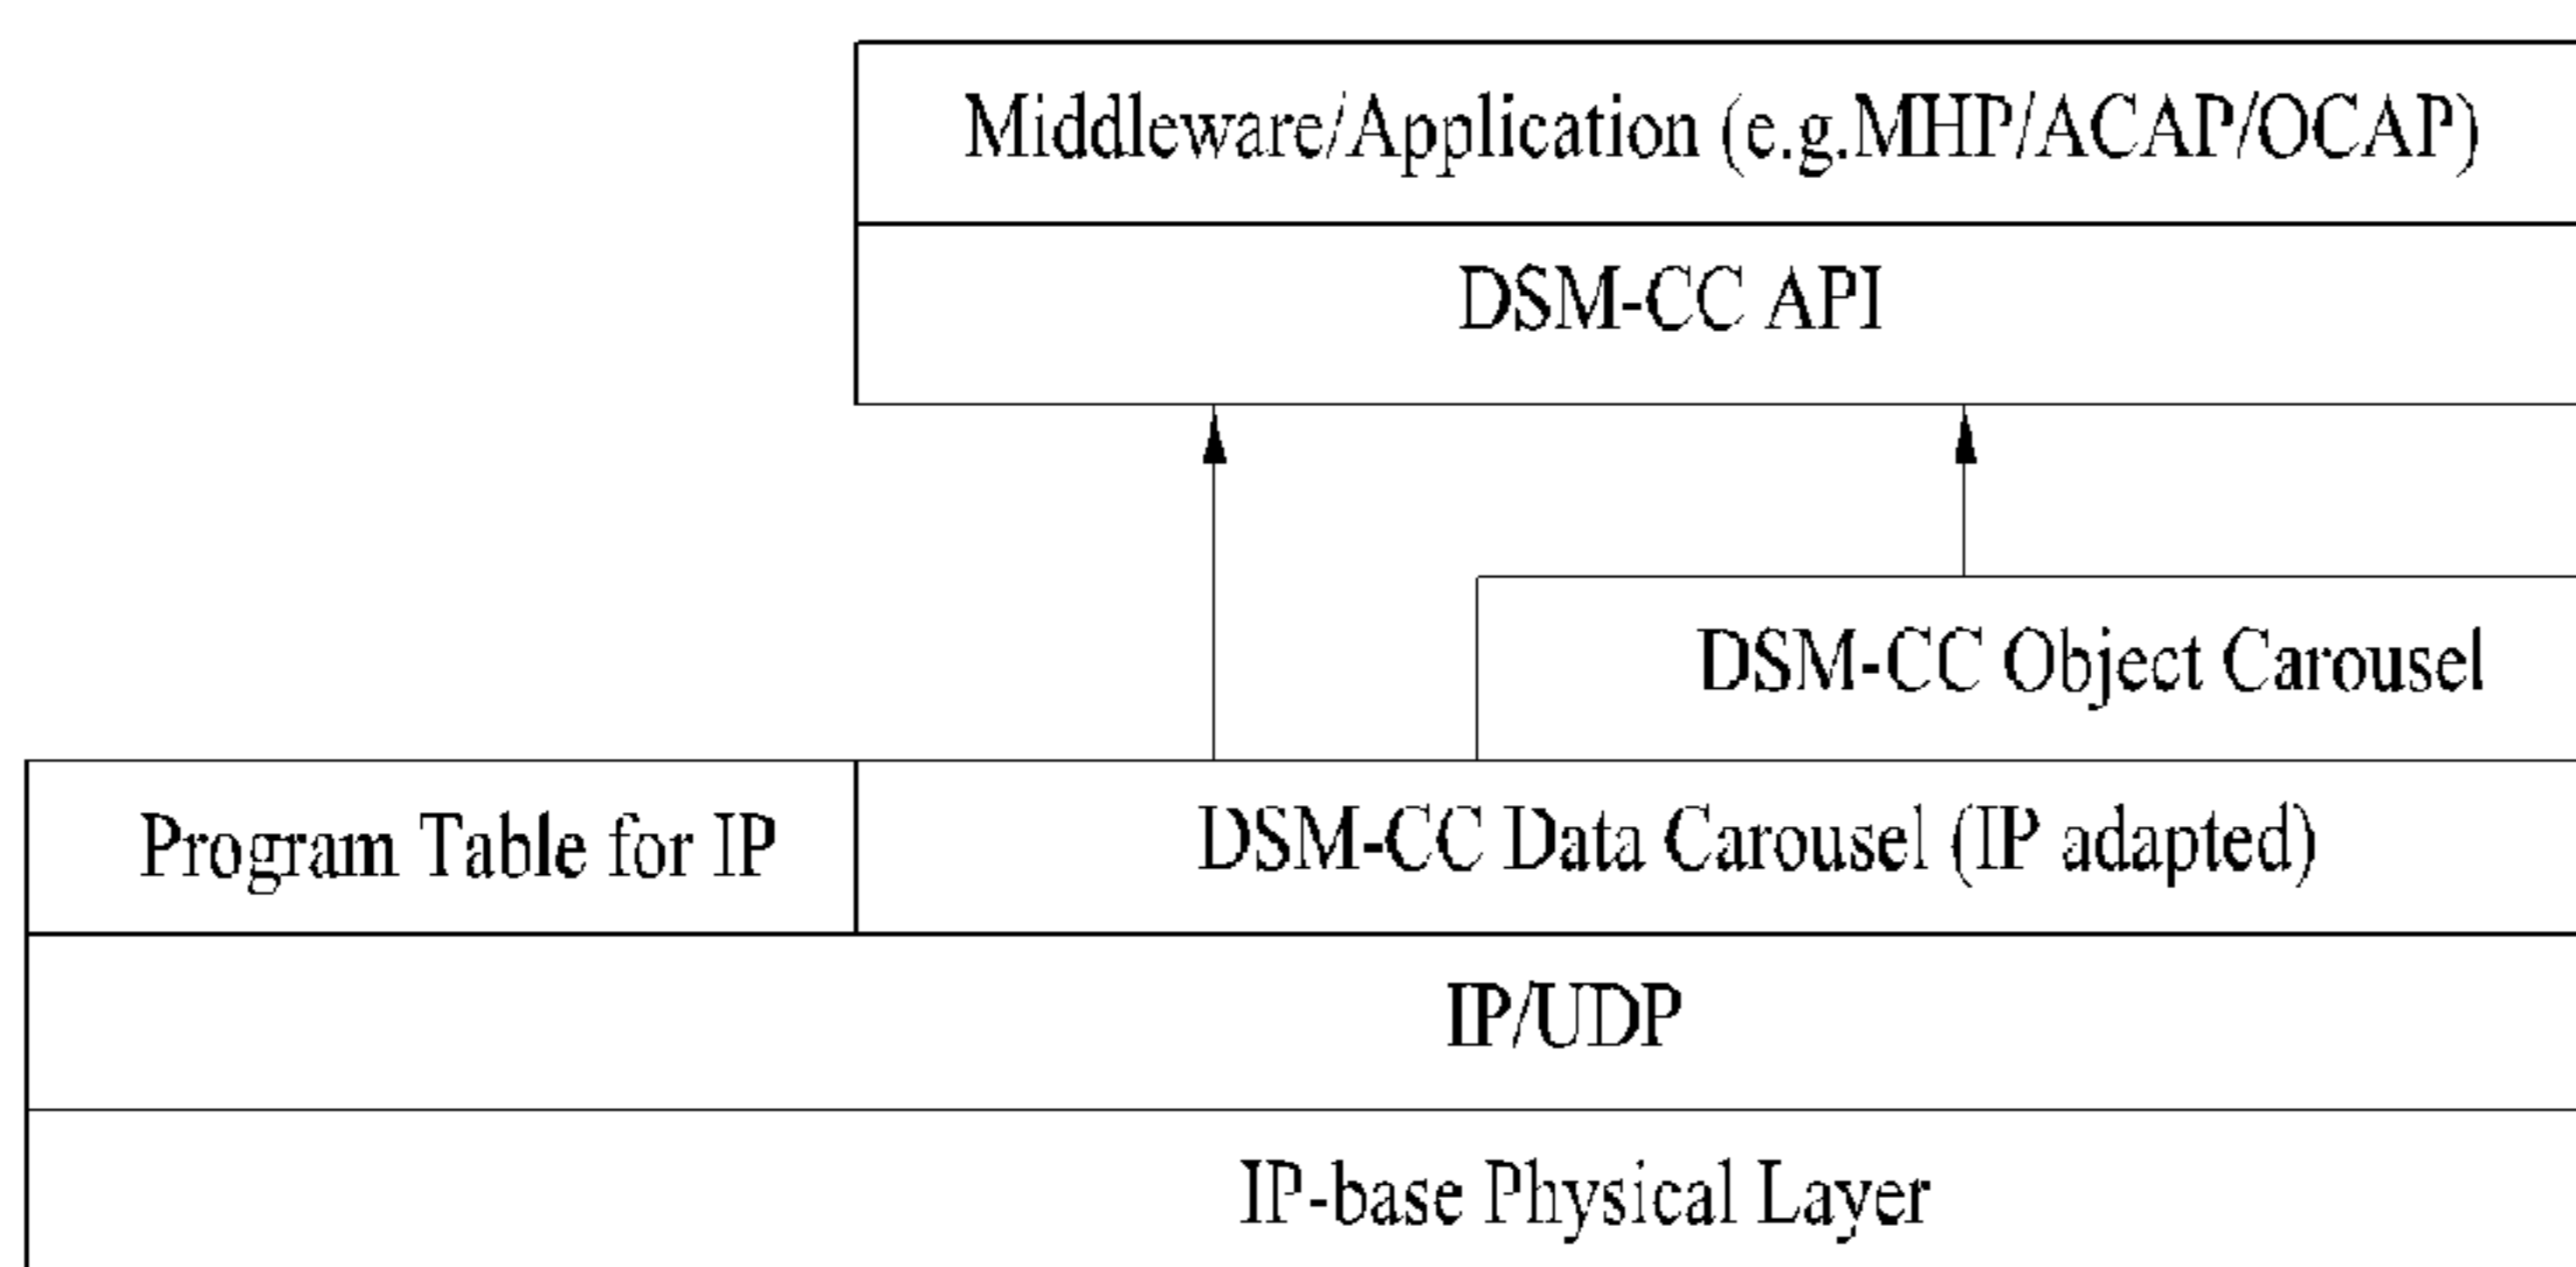 Middleware/Application (e.g.MHP/ACAP/OCAP)
DSM-CC API
DSM-CC Object Carousel
Program Table for IP
DSM-CC Data Carousel (IP adapted)
IP/UDP
IP-base Physical Layer